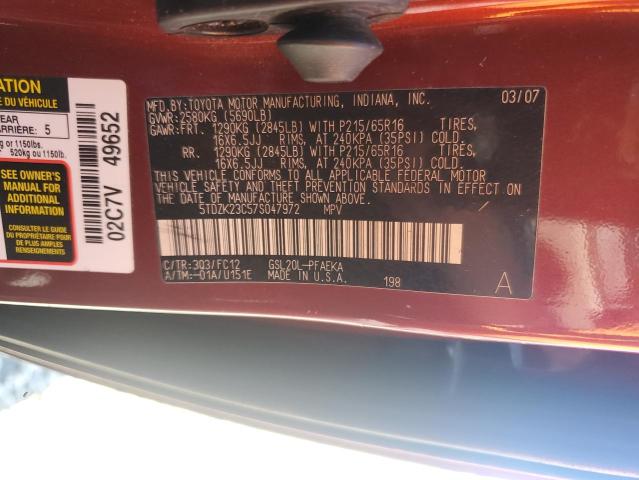 ATION
DU VÉHICULE
EAR
ARRIÈRE: 5
g or 1150lbs.
520kg ou 1150lb.
SEE OWNER'S
MANUAL FOR
ADDITIONAL
INFORMATION
CONSULTER LE GUIDE
DU PROPRIÉTAIRE
POUR PLUS AMPLES
RENSEIGNEMENTS
02C7V 49652
MFD.BY:TOYOTA MOTOR MANUFACTURING, INDIANA, INC. 03/07
GVWR:2580KG (5690LB)
GAWR:FRT. 1290KG (2845LB) WITH P215/65R16 TIRES,
16X6.5JJ RIMS, AT 240KPA (35PSI) COLD.
RR. 1290KG (2845LB) WITH P215/65R16 TIRES,
16X6.5JJ RIMS, AT 240KPA (35PSI) COLD.
THIS VEHICLE CONFORMS TO ALL APPLICABLE FEDERAL MOTOR
VEHICLE SAFETY AND THEFT PREVENTION STANDARDS IN EFFECT ON
THE DATE OF MANUFACTURE SHOWN ABOVE.
5TDZK23C57S047972 MPV
C/TR:3Q3/FC12 GSL20L-PFAEKA
A/TM:-01A/U151E MADE IN U.S.A. 198 A